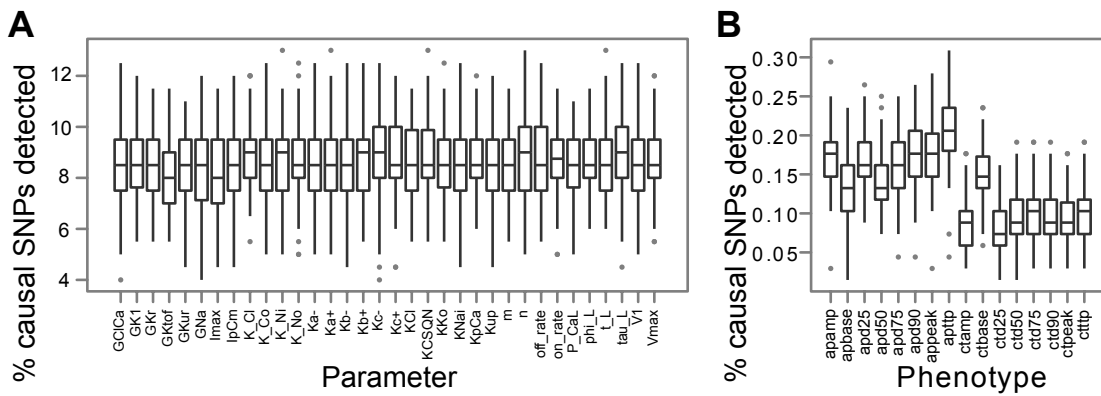 A
% causal SNPs detected
12
10
8
6
4
GClCa
GK1
GKr
GKtof
GKur
GNa
Imax
IpCm
K_Cl
K_Co
K_Ni
K_No
Ka-
Ka+
Kb-
Kb+
Kc-
Kc+
KCl
KCSQN
KKo
KNai
KpCa
Kup
m
n
off_rate
on_rate
P_CaL
phi_L
t_L
tau_L
V1
Vmax
Parameter
B
% causal SNPs detected
0.30
0.25
0.20
0.15
0.10
0.05
apamp
apbase
apd25
apd50
apd75
apd90
appeak
apttp
ctamp
ctbase
ctd25
ctd50
ctd75
ctd90
ctpeak
ctttp
Phenotype